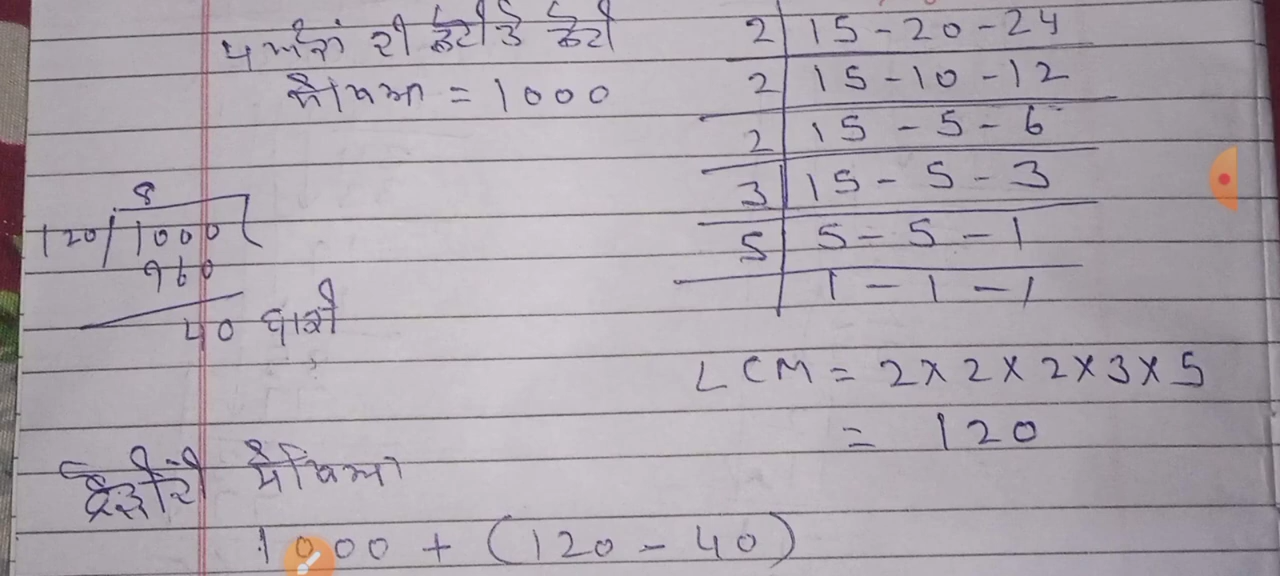 4 ਅੰਕਾਂ ਦੀ ਛੋਟੀ ਤੋਂ ਛੋਟੀ
ਸੰਖਿਆ = 1000
2 | 15 - 20 - 24
2 | 15 - 10 - 12
2 | 15 - 5 - 6
3 | 15 - 5 - 3
5 | 5 - 5 - 1
1 - 1 - 1
8
120 1000
960
40 ਬਾਕੀ
LCM = 2 × 2 × 2 × 3 × 5
= 120
ਸੰਖਿਆ
1000 + (120 - 40)